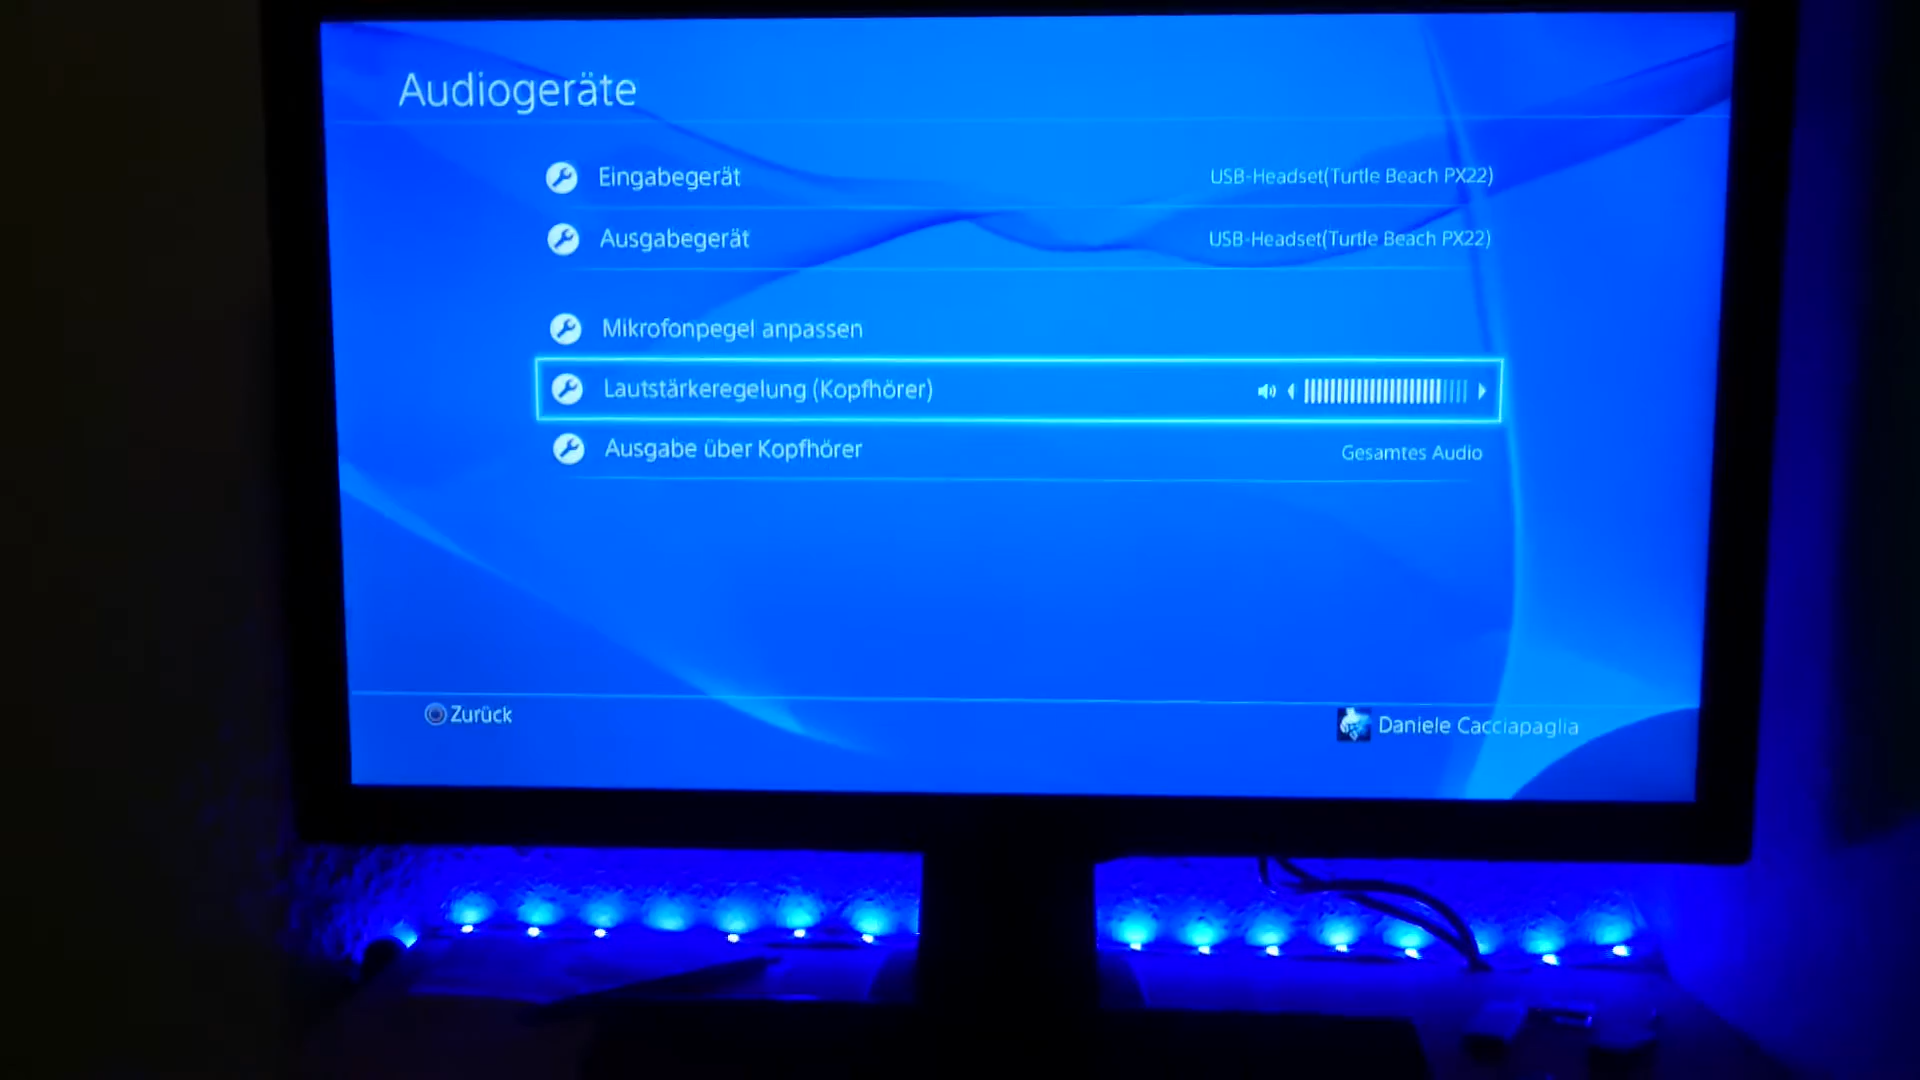 Audiogeräte
Eingabegerät USB-Headset(Turtle Beach PX22)
Ausgabegerät USB-Headset(Turtle Beach PX22)
Mikrofonpegel anpassen
Lautstärkeregelung (Kopfhörer)
Ausgabe über Kopfhörer Gesamtes Audio
Zurück
Daniele Cacciapaglia